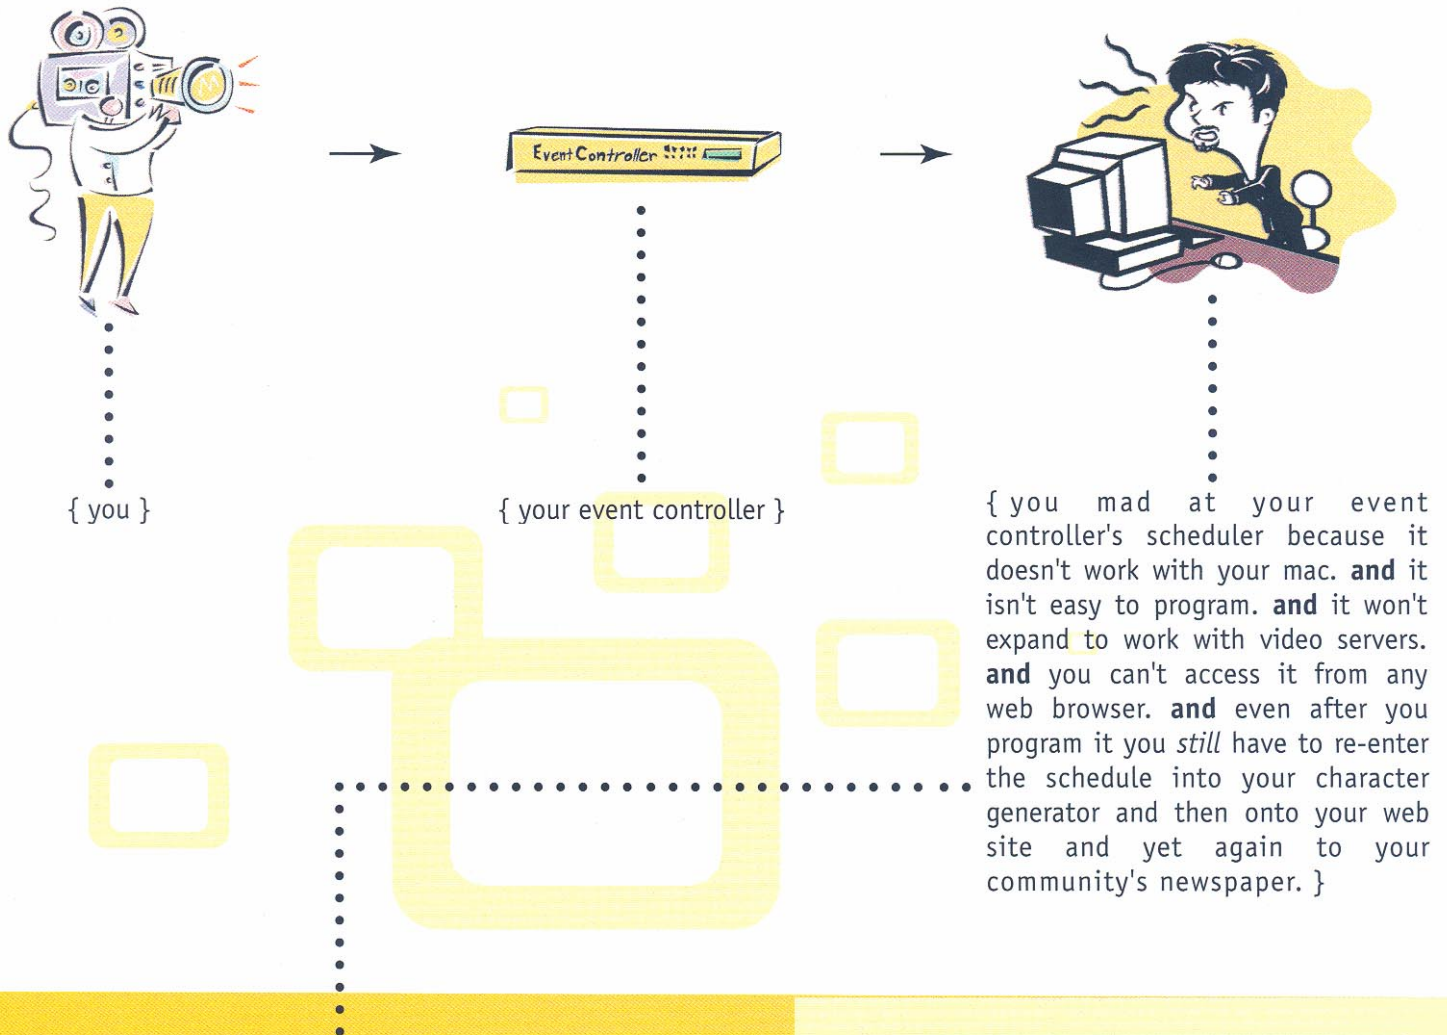 EventController
{ you }
{ your event controller }
{ you mad at your event
controller's scheduler because it
doesn't work with your mac. and it
isn't easy to program. and it won't
expand to work with video servers.
and you can't access it from any
web browser. and even after you
program it you still have to re-enter
the schedule into your character
generator and then onto your web
site and yet again to your
community's newspaper. }